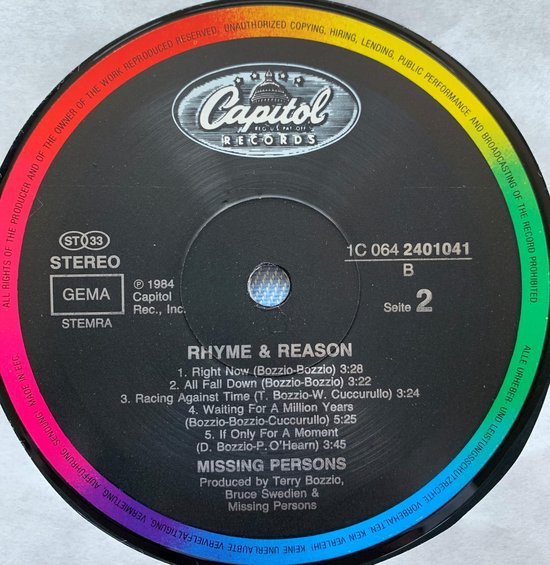 ALL RIGHTS OF THE PRODUCER AND OF THE OWNER OF THE WORK REPRODUCED RESERVED. UNAUTHORIZED COPYING, HIRING, LENDING, PUBLIC PERFORMANCE AND BROADCASTING OF THE RECORD PROHIBITED.
Capitol
REG. U.S. PAT. OFF.
RECORDS
ST 33
STEREO
GEMA
STEMRA
℗ 1984
Capitol
Rec., Inc.
1C 064 2401041
B
Seite 2
RHYME & REASON
1. Right Now (Bozzio-Bozzio) 3:28
2. All Fall Down (Bozzio-Bozzio) 3:22
3. Racing Against Time (T. Bozzio-W. Cuccurullo) 3:24
4. Waiting For A Million Years
(Bozzio-Bozzio-Cuccurullo) 5:25
5. If Only For A Moment
(D. Bozzio-P. O'Hearn) 3:45
MISSING PERSONS
Produced by Terry Bozzio,
Bruce Swedien &
Missing Persons
ALLE URHEBER- UND LEISTUNGSSCHUTZRECHTE VORBEHALTEN. KEIN VERLEIH! KEINE UNERLAUBTE VERVIELFÄLTIGUNG, VERMIETUNG, AUFFÜHRUNG, SENDUNG. MADE IN EEC.